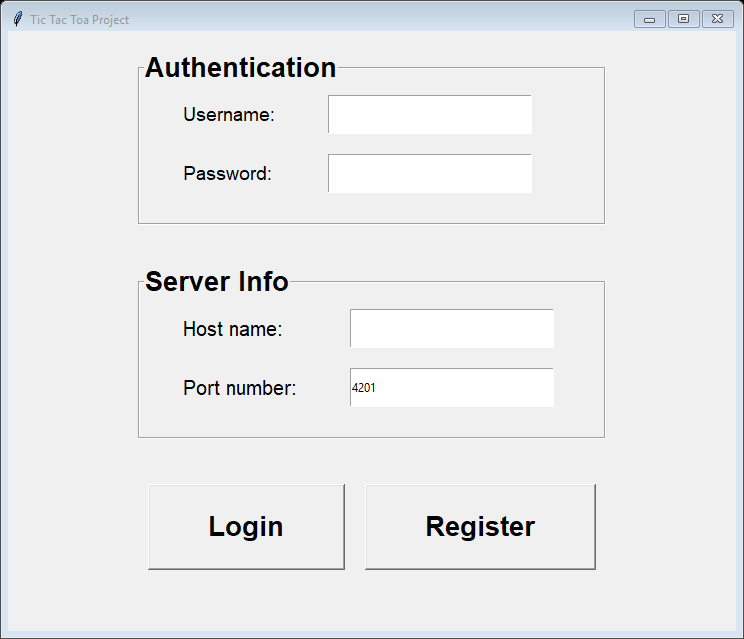 Tic Tac Toa Project
Authentication
Username:
Password:
Server Info
Host name:
Port number: 4201
Login Register